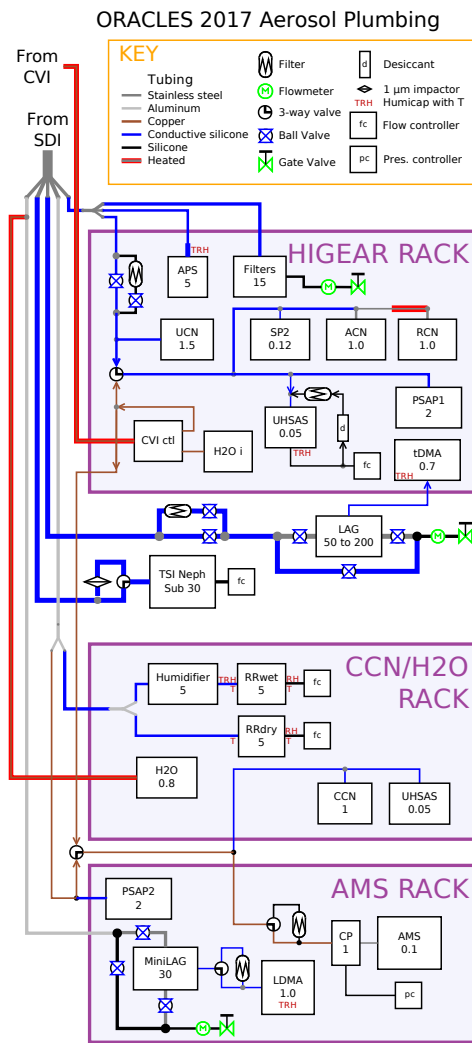 ORACLES 2017 Aerosol Plumbing
From
CVI
From
SDI
KEY
Tubing
Stainless steel
Aluminum
Copper
Conductive silicone
Silicone
Heated
Filter
Flowmeter
3-way valve
Ball Valve
Gate Valve
d
Desiccant
1 μm impactor
TRH
Humicap with T
fc
Flow controller
pc
Pres. controller
M
HIGEAR RACK
TRH
APS
5
Filters
15
M
UCN
1.5
SP2
0.12
ACN
1.0
RCN
1.0
PSAP1
2
UHSAS
0.05
TRH
d
fc
CVI ctl
H2O i
tDMA
0.7
TRH
LAG
50 to 200
M
TSI Neph
Sub 30
fc
CCN/H2O
RACK
Humidifier
5
TRH
T
RRwet
5
RH
T
fc
RRdry
5
T
RH
T
fc
H2O
0.8
CCN
1
UHSAS
0.05
AMS RACK
PSAP2
2
MiniLAG
30
LDMA
1.0
TRH
CP
1
AMS
0.1
pc
M